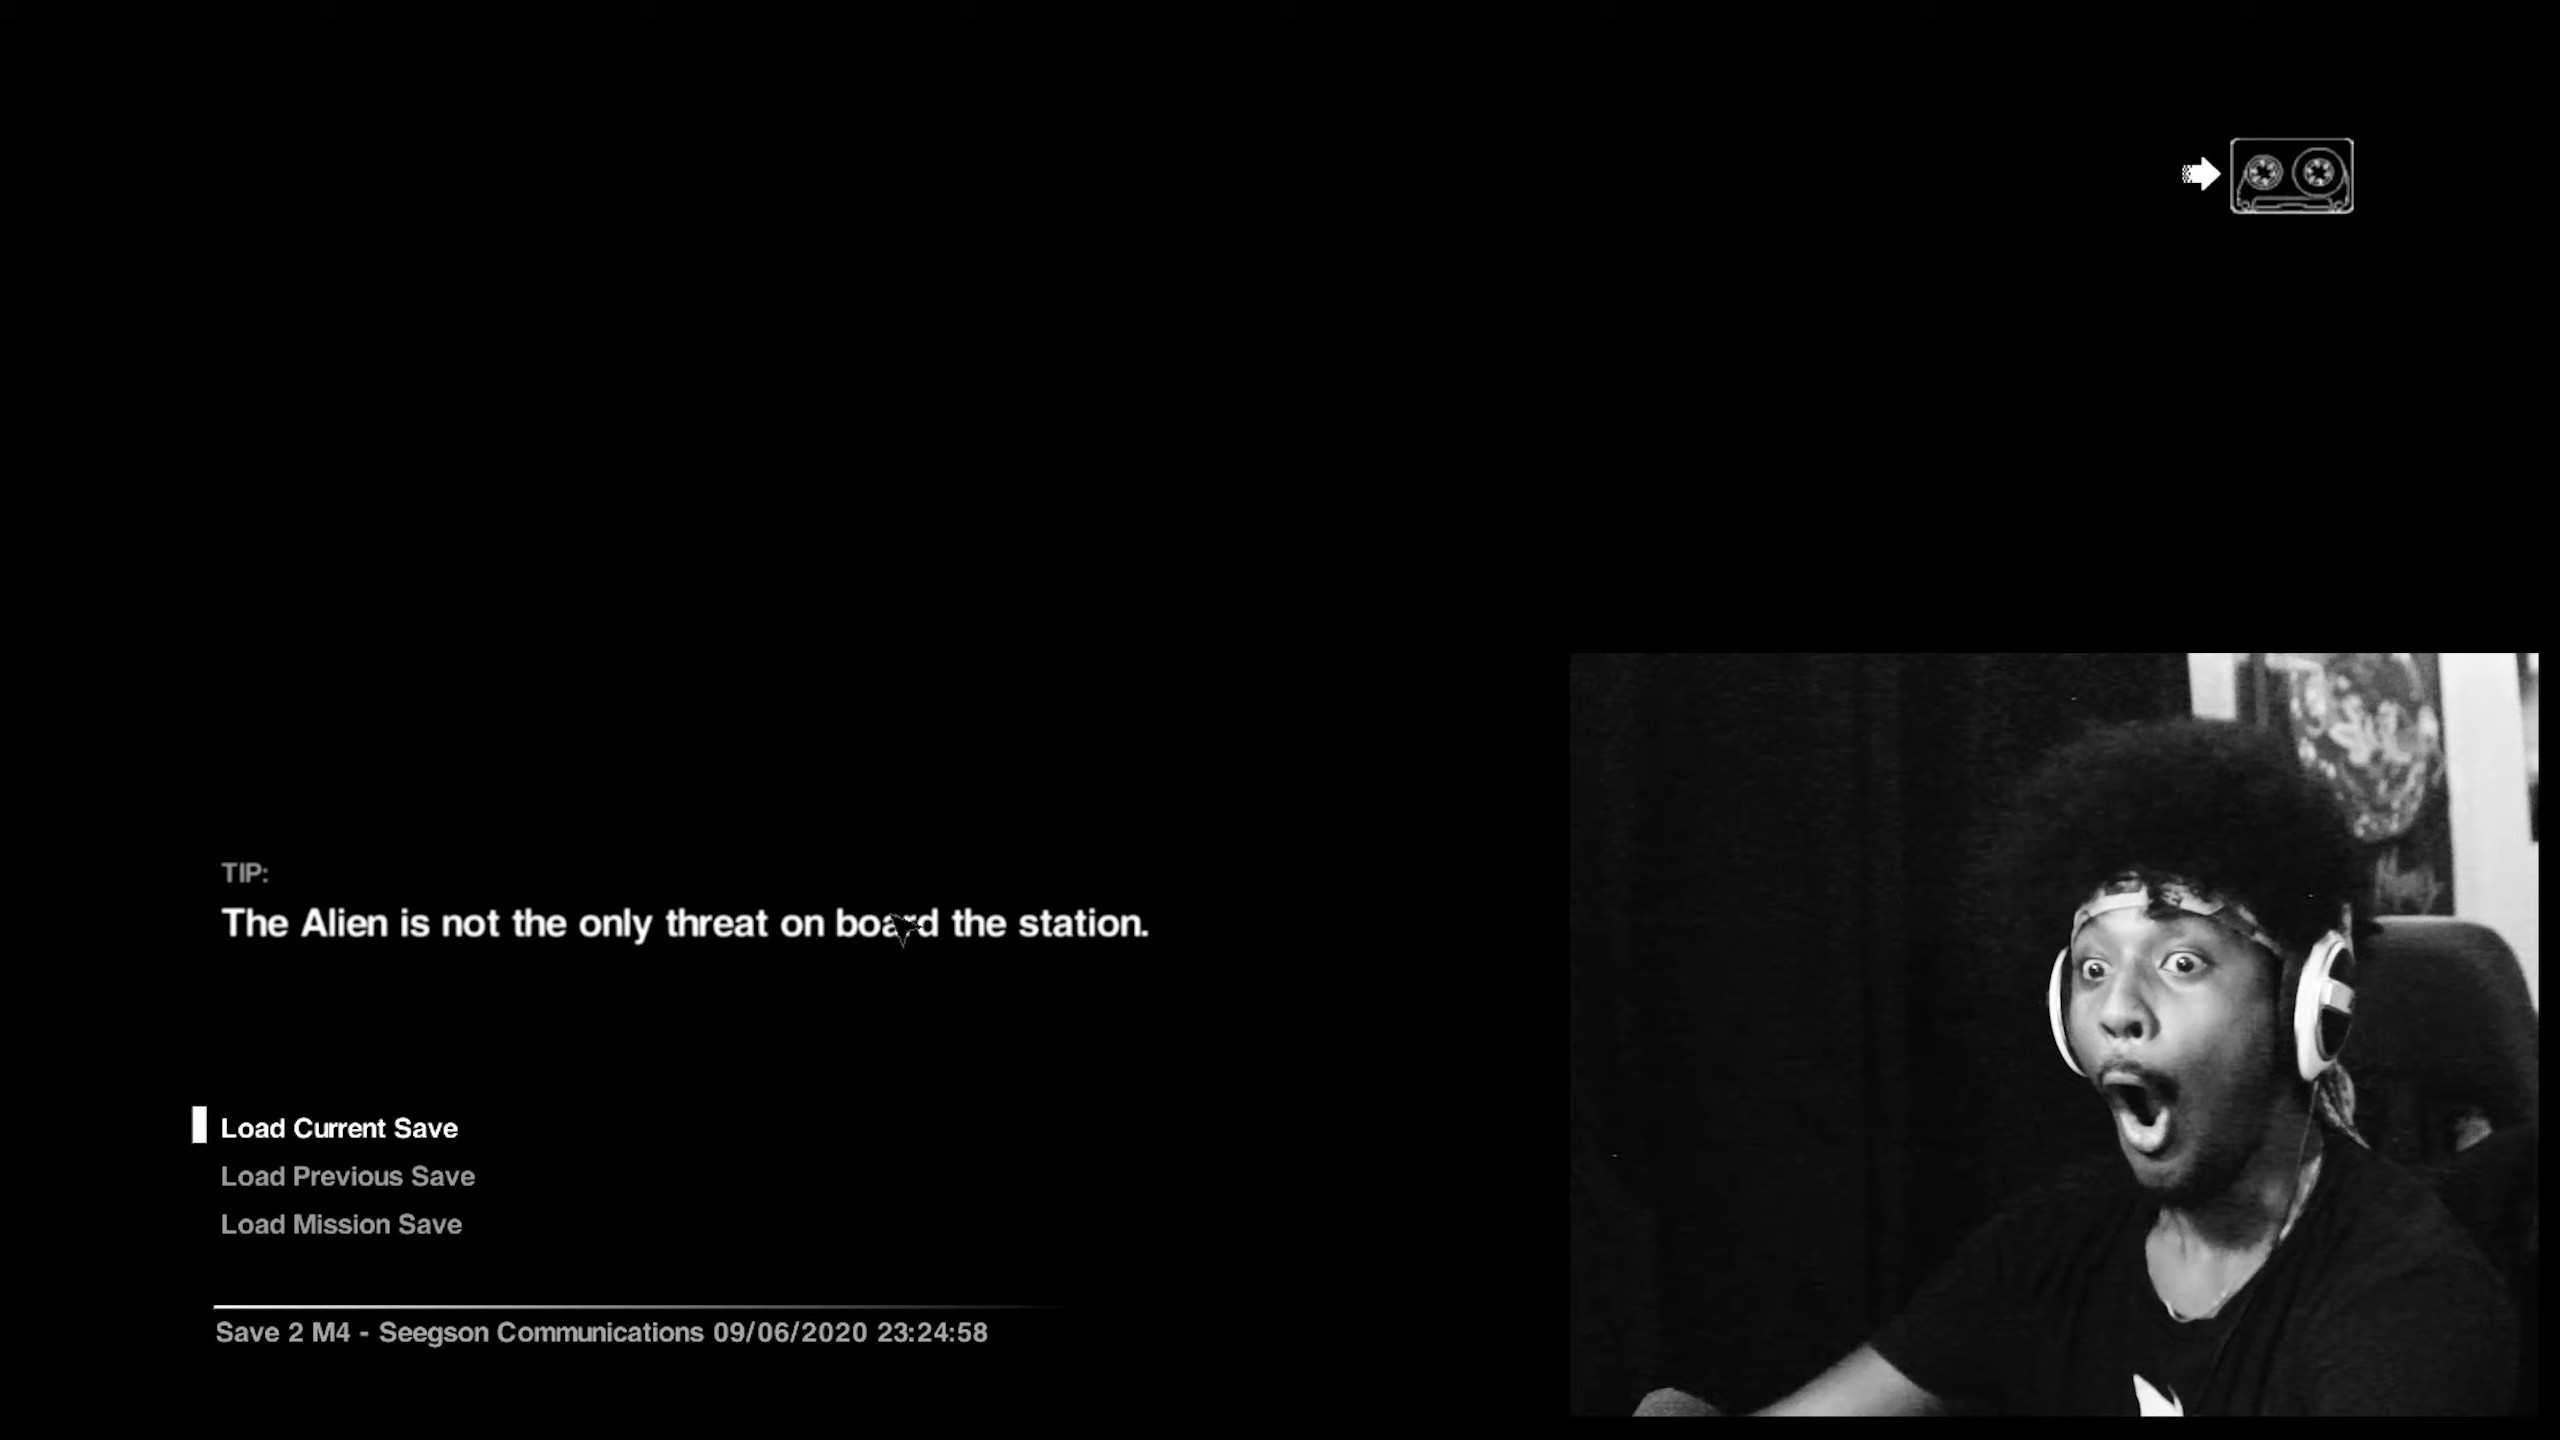 TIP:
The Alien is not the only threat on board the station.
Load Current Save
Load Previous Save
Load Mission Save
Save 2 M4 - Seegson Communications 09/06/2020 23:24:58